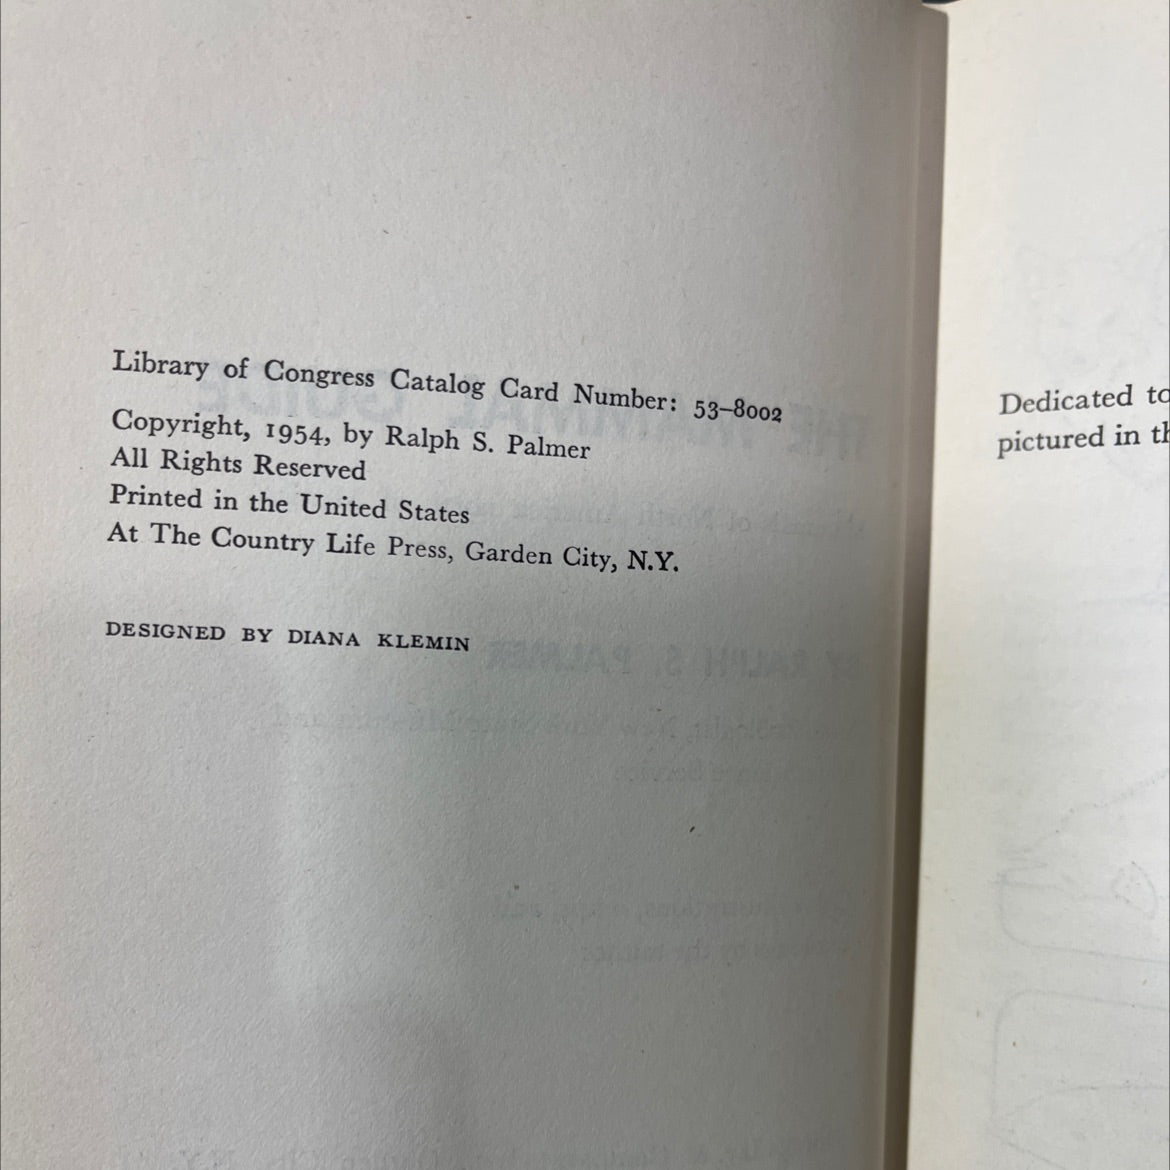 Library of Congress Catalog Card Number: 53–8002
Copyright, 1954, by Ralph S. Palmer
All Rights Reserved
Printed in the United States
At The Country Life Press, Garden City, N.Y.
DESIGNED BY DIANA KLEMIN
Dedicated to
pictured in th